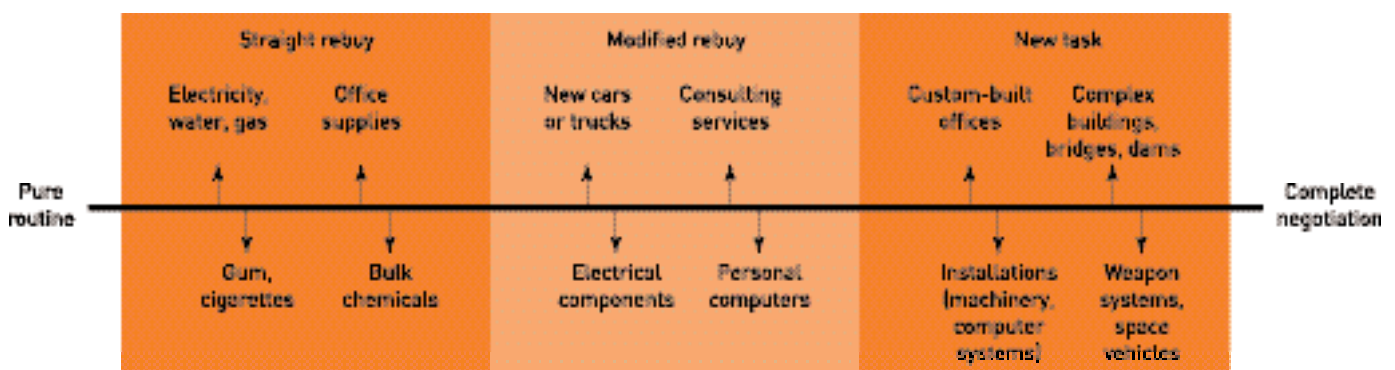 Straight rebuy
Modified rebuy
New task
Electricity,
water, gas
Office
supplies
New cars
or trucks
Consulting
services
Custom-built
offices
Complex
buildings,
bridges, dams
Pure
routine
Complete
negotiation
Gum,
cigarettes
Bulk
chemicals
Electrical
components
Personal
computers
Installations
(machinery,
computer
systems)
Weapon
systems,
space
vehicles